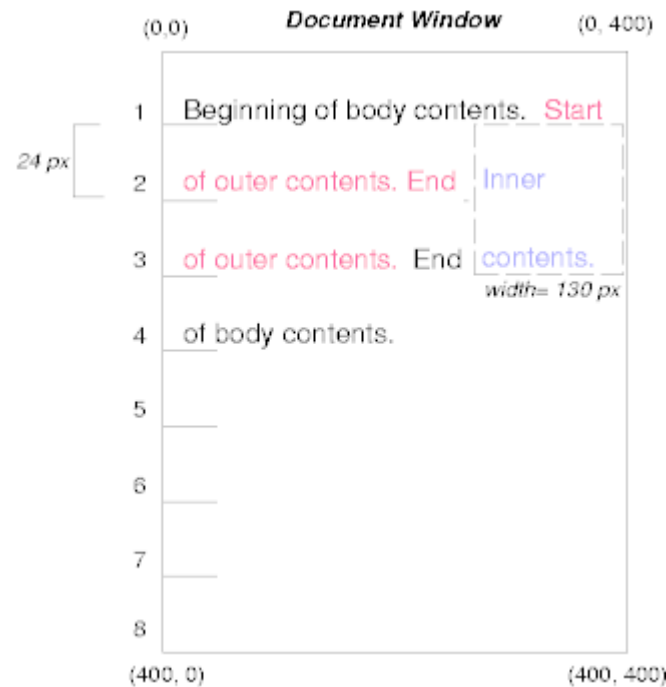 Document Window
(0,0) (0, 400)
1 Beginning of body contents. Start
24 px
2 of outer contents. End Inner
3 of outer contents. End contents.
width= 130 px
4 of body contents.
5
6
7
8
(400, 0) (400, 400)